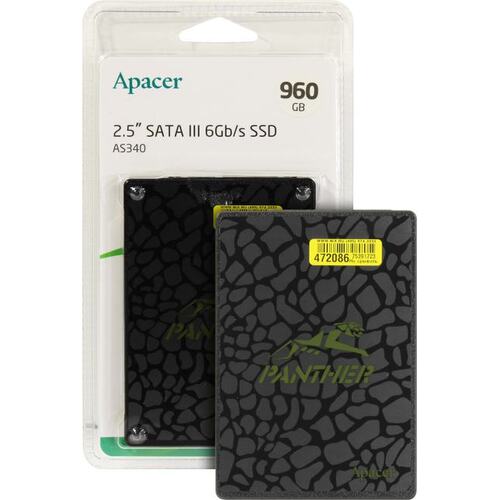 Apacer
960
GB
2.5" SATA III 6Gb/s SSD
AS340
472086
PANTHER
Apacer